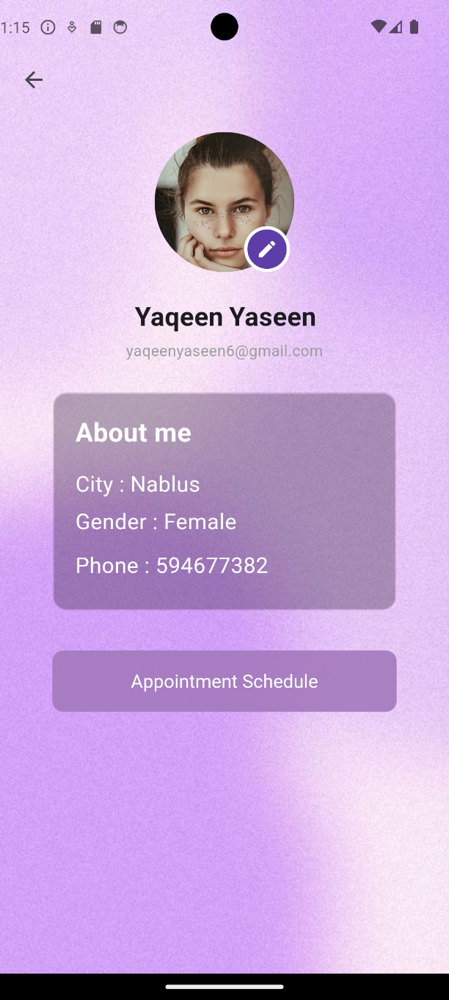 1:15
Yaqeen Yaseen
yaqeenyaseen6@gmail.com
About me
City : Nablus
Gender : Female
Phone : 594677382
Appointment Schedule